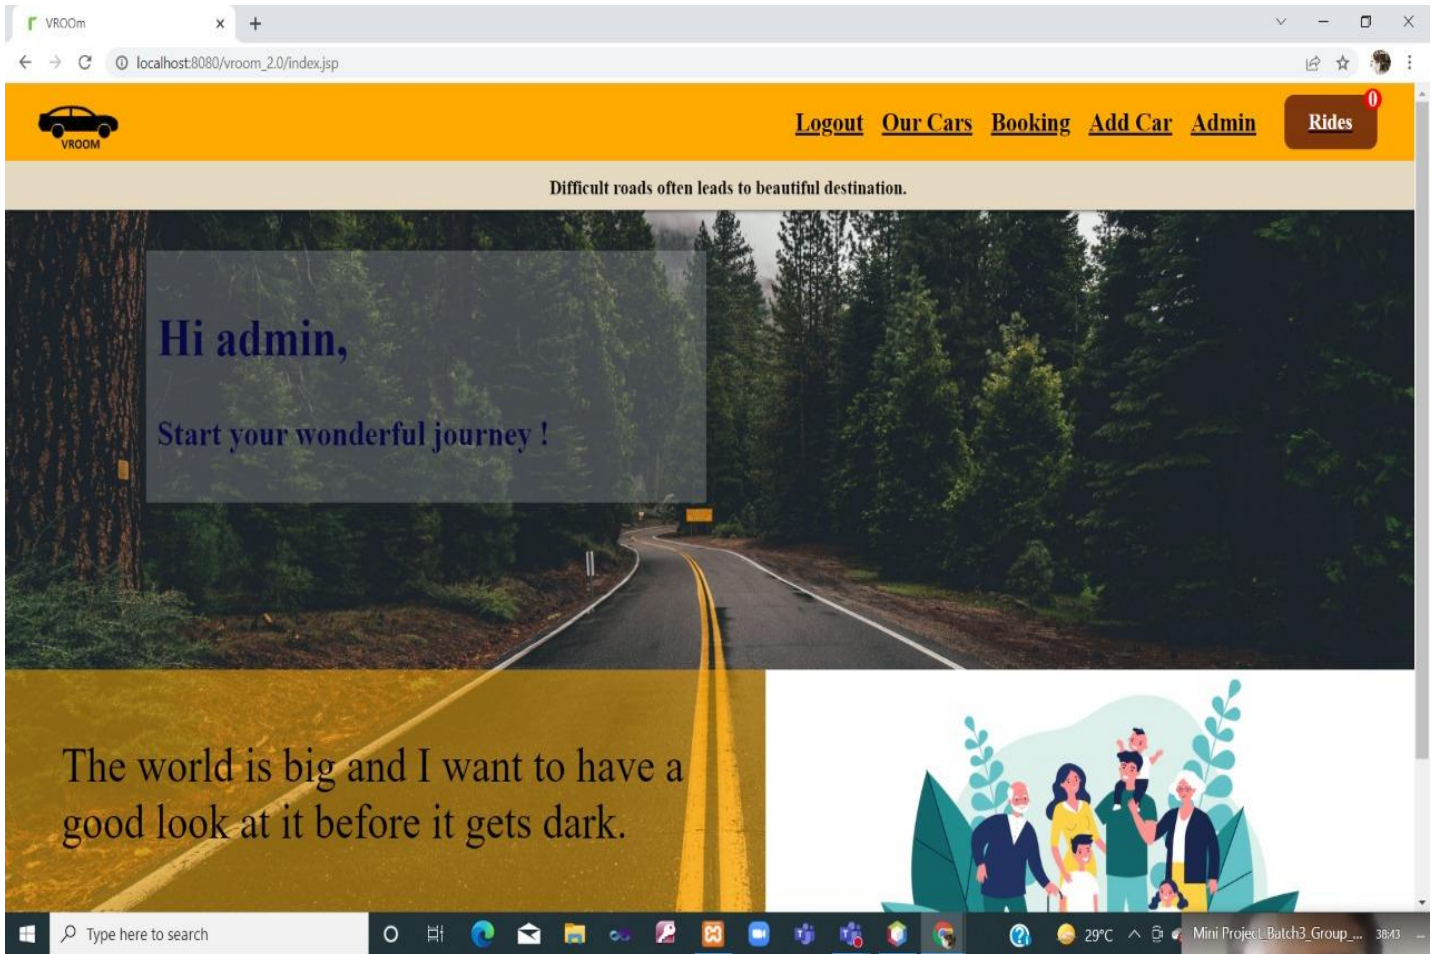 VROOm
localhost:8080/vroom_2.0/index.jsp
VROOM
Logout Our Cars Booking Add Car Admin Rides 0
Difficult roads often leads to beautiful destination.
Hi admin,
Start your wonderful journey !
The world is big and I want to have a
good look at it before it gets dark.
Type here to search
29°C
Mini Project_Batch3_Group_... 38:43